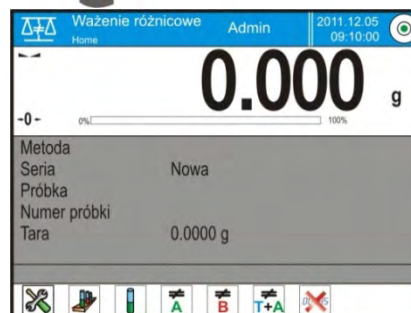 Ważenie różnicowe
Home
Admin
2011.12.05
09:10:00
0.000 g
-0-
0%
100%
Metoda
Seria Nowa
Próbka
Numer próbki
Tara 0.0000 g
A
B
T+A